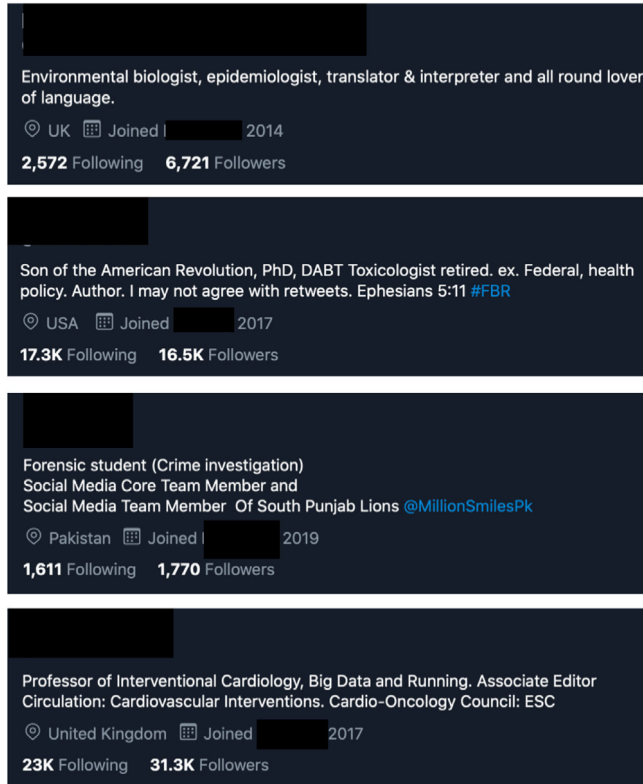 Environmental biologist, epidemiologist, translator & interpreter and all round lover
of language.
UK Joined 2014
2,572 Following 6,721 Followers
Son of the American Revolution, PhD, DABT Toxicologist retired. ex. Federal, health
policy. Author. I may not agree with retweets. Ephesians 5:11 #FBR
USA Joined 2017
17.3K Following 16.5K Followers
Forensic student (Crime investigation)
Social Media Core Team Member and
Social Media Team Member Of South Punjab Lions @MillionSmilesPk
Pakistan Joined 2019
1,611 Following 1,770 Followers
Professor of Interventional Cardiology, Big Data and Running. Associate Editor
Circulation: Cardiovascular Interventions. Cardio-Oncology Council: ESC
United Kingdom Joined 2017
23K Following 31.3K Followers